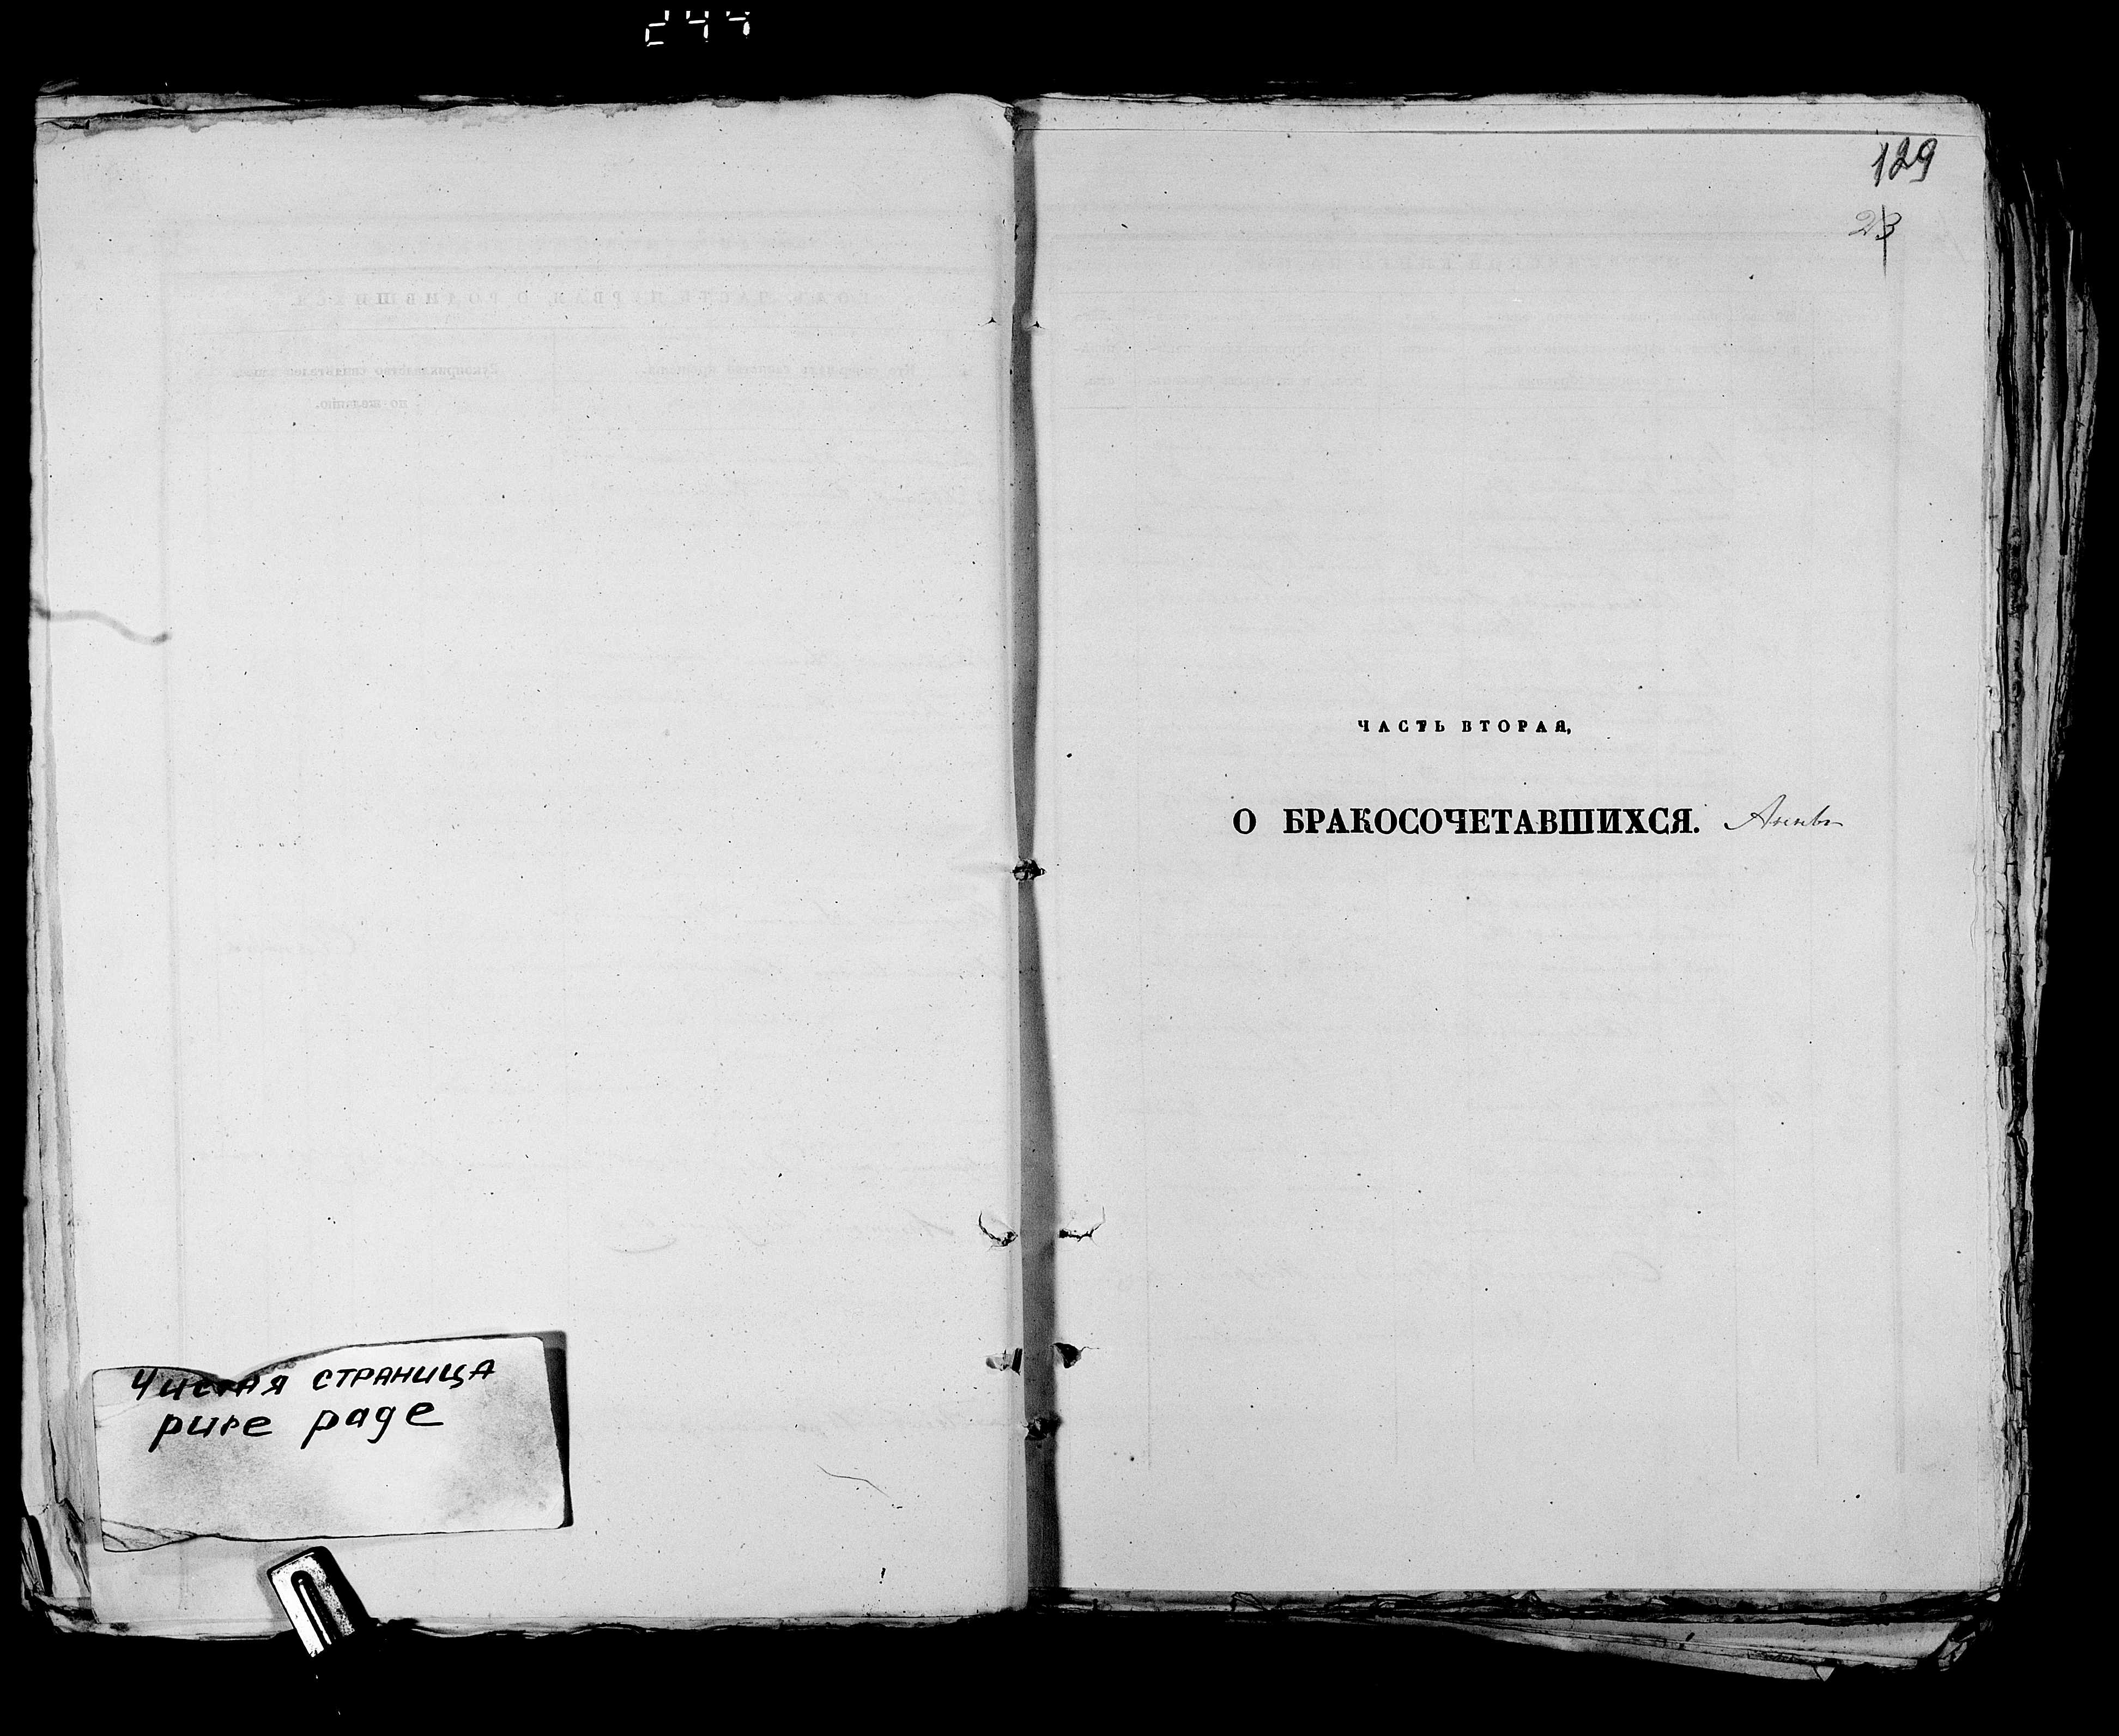 244
Чистая страница
pure page
129
23
ЧАСТЬ ВТОРАЯ,
О БРАКОСОЧЕТАВШИХСЯ.